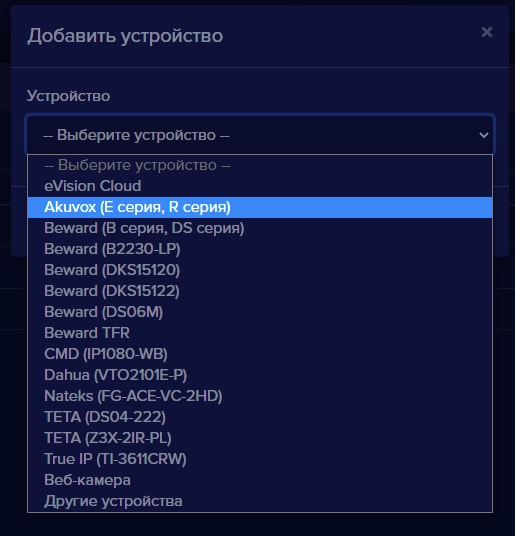 Добавить устройство
×
Устройство
-- Выберите устройство --
-- Выберите устройство --
eVision Cloud
Akuvox (E серия, R серия)
Beward (B серия, DS серия)
Beward (B2230-LP)
Beward (DKS15120)
Beward (DKS15122)
Beward (DS06M)
Beward TFR
CMD (IP1080-WB)
Dahua (VTO2101E-P)
Nateks (FG-ACE-VC-2HD)
TETA (DS04-222)
TETA (Z3X-2IR-PL)
True IP (TI-3611CRW)
Веб-камера
Другие устройства